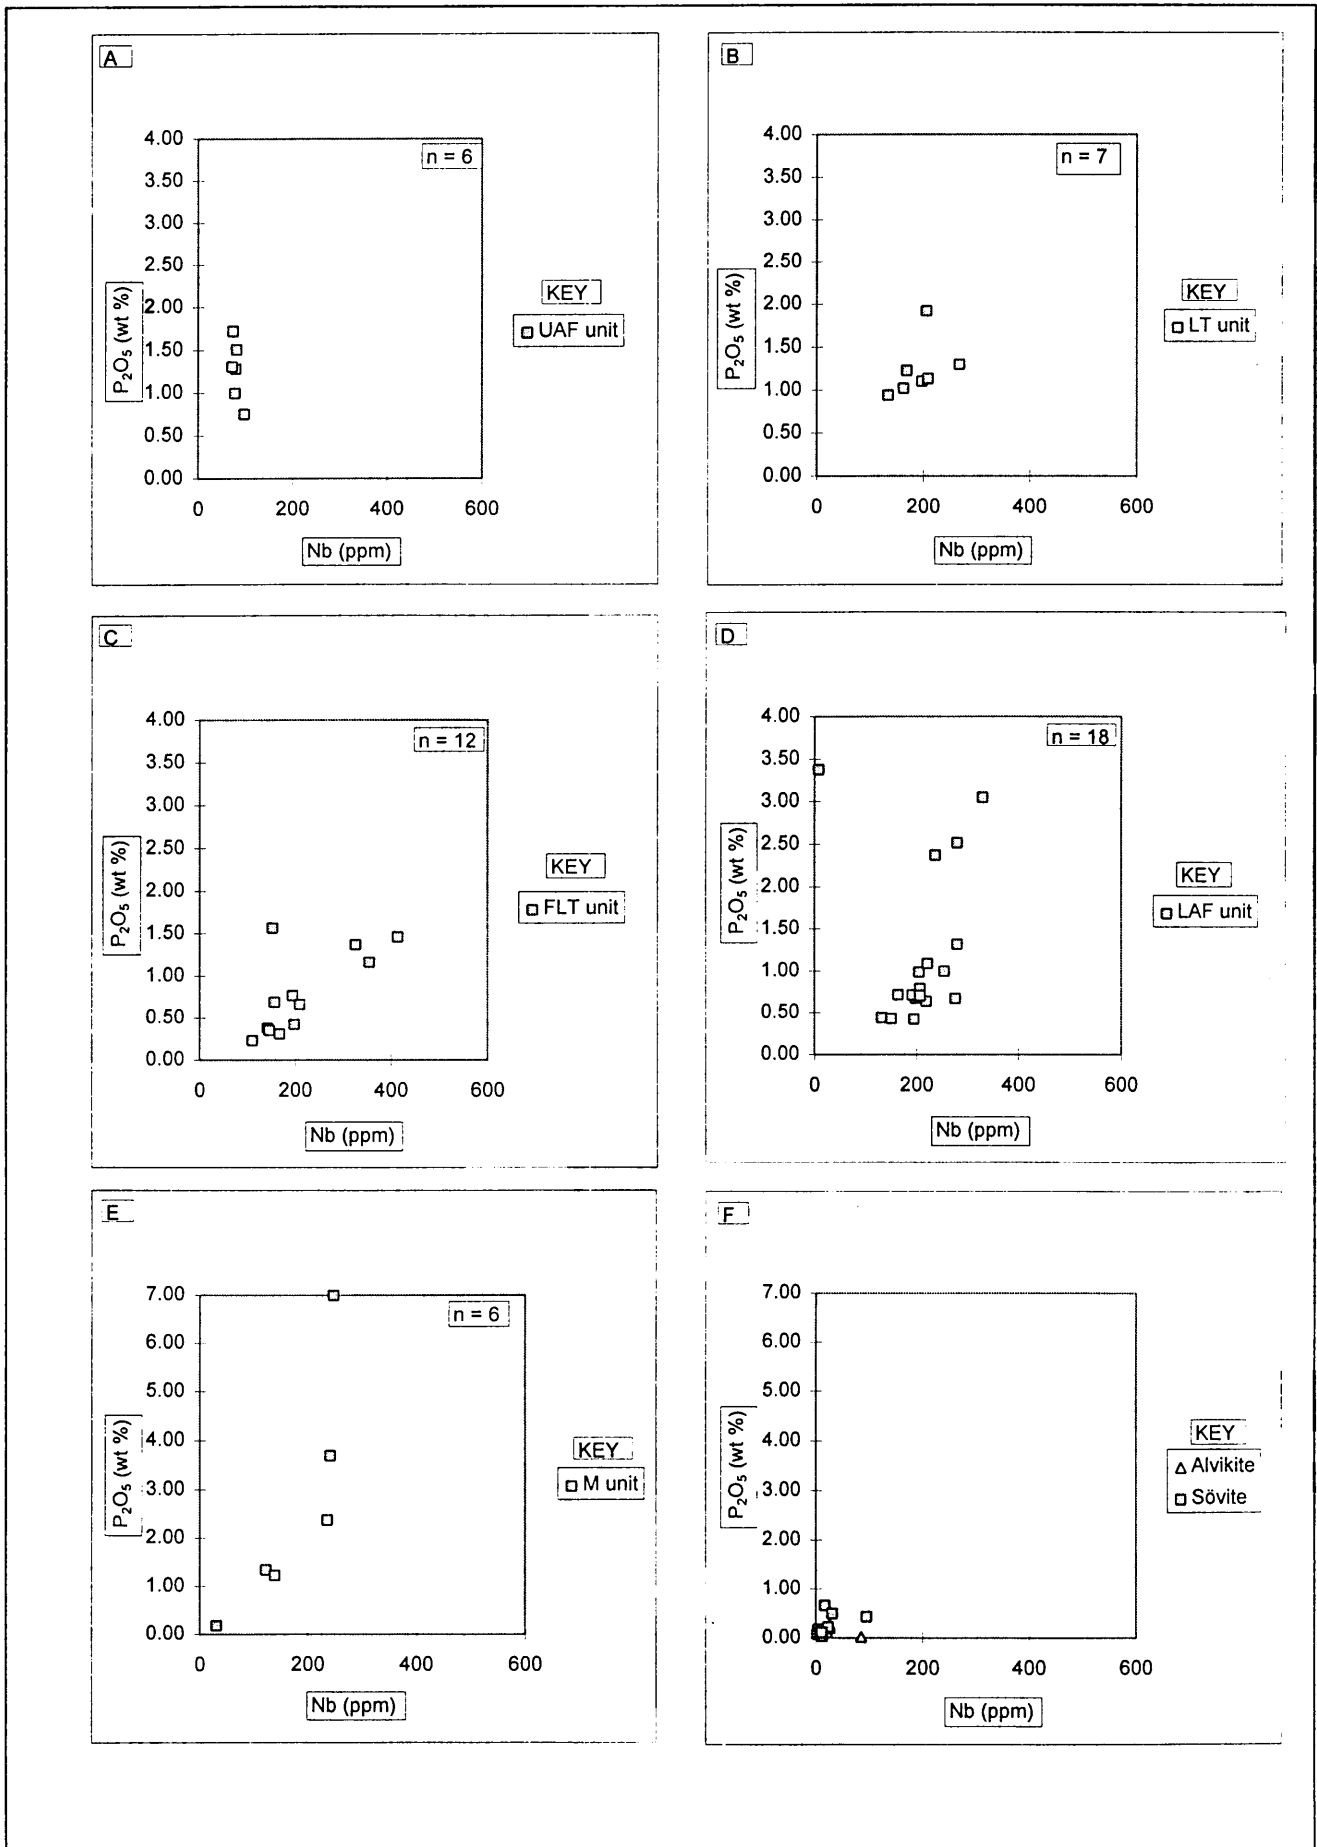 A
n = 6
4.00
3.50
3.00
2.50
2.00
1.50
1.00
0.50
0.00
P₂O₅ (wt %)
0 200 400 600
Nb (ppm)
KEY
UAF unit
B
n = 7
4.00
3.50
3.00
2.50
2.00
1.50
1.00
0.50
0.00
P₂O₅ (wt %)
0 200 400 600
Nb (ppm)
KEY
LT unit
C
n = 12
4.00
3.50
3.00
2.50
2.00
1.50
1.00
0.50
0.00
P₂O₅ (wt %)
0 200 400 600
Nb (ppm)
KEY
FLT unit
D
n = 18
4.00
3.50
3.00
2.50
2.00
1.50
1.00
0.50
0.00
P₂O₅ (wt %)
0 200 400 600
Nb (ppm)
KEY
LAF unit
E
n = 6
7.00
6.00
5.00
4.00
3.00
2.00
1.00
0.00
P₂O₅ (wt %)
0 200 400 600
Nb (ppm)
KEY
M unit
F
7.00
6.00
5.00
4.00
3.00
2.00
1.00
0.00
P₂O₅ (wt %)
0 200 400 600
Nb (ppm)
KEY
Alvikite
Sövite